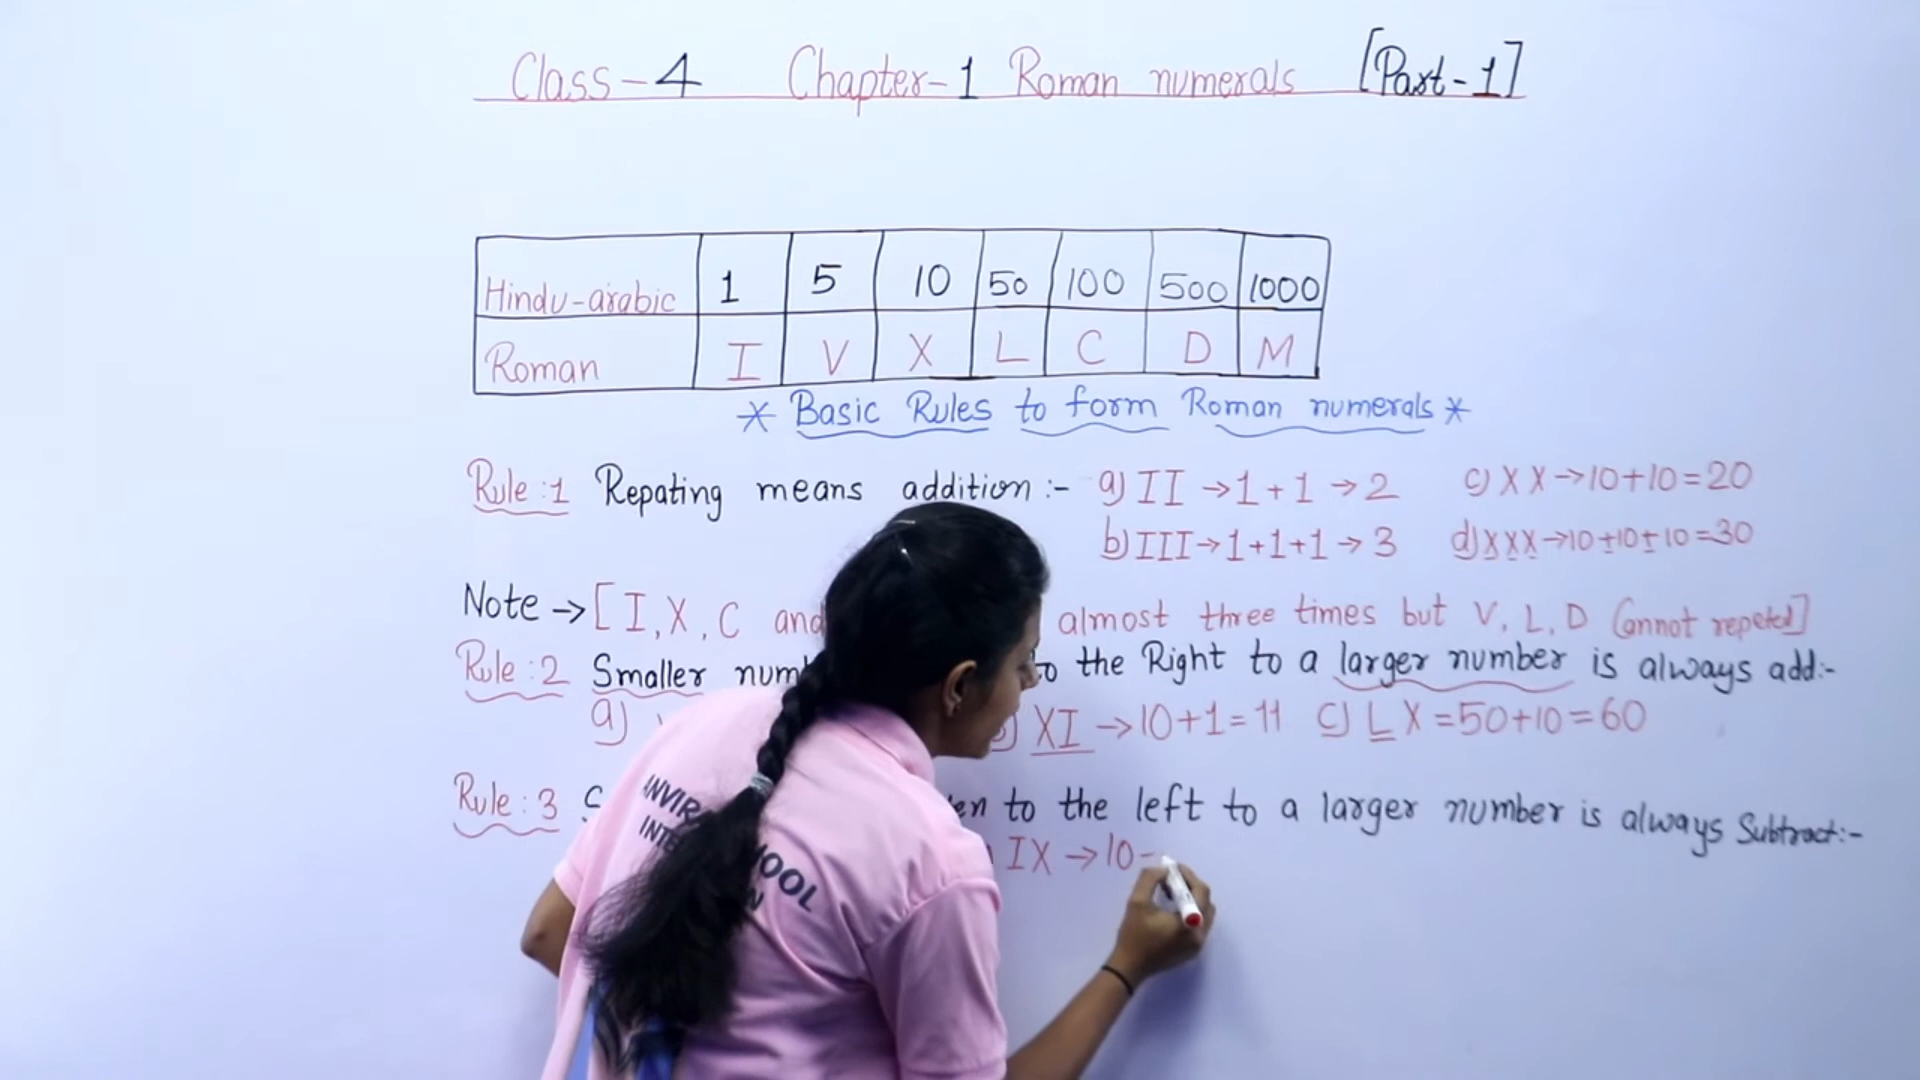 Class-4 Chapter-1 Roman numerals [Part-1]
Hindu-arabic 1 5 10 50 100 500 1000
Roman I V X L C D M
* Basic Rules to form Roman numerals *
Rule:1 Repating means addition:- a) II → 1 + 1 → 2 c) X X → 10+10=20
b) III → 1+1+1 → 3 d) XXX → 10+10+10=30
Note → [ I, X, C and almost three times but V, L, D Cannot repeted]
Rule:2 Smaller to the Right to a larger number is always add:-
a) XI → 10+1=11 c) L X = 50+10=60
Rule:3 to the left to a larger number is always Subtract:-
IX → 10-